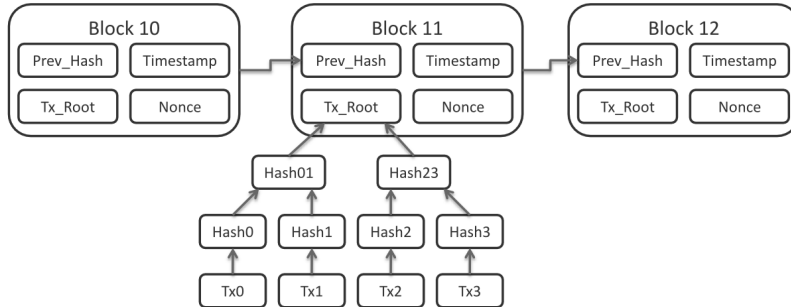 Block 10
Block 11
Block 12
Prev_Hash
Timestamp
Prev_Hash
Timestamp
Prev_Hash
Timestamp
Tx_Root
Nonce
Tx_Root
Nonce
Tx_Root
Nonce
Hash01
Hash23
Hash0
Hash1
Hash2
Hash3
Tx0
Tx1
Tx2
Tx3